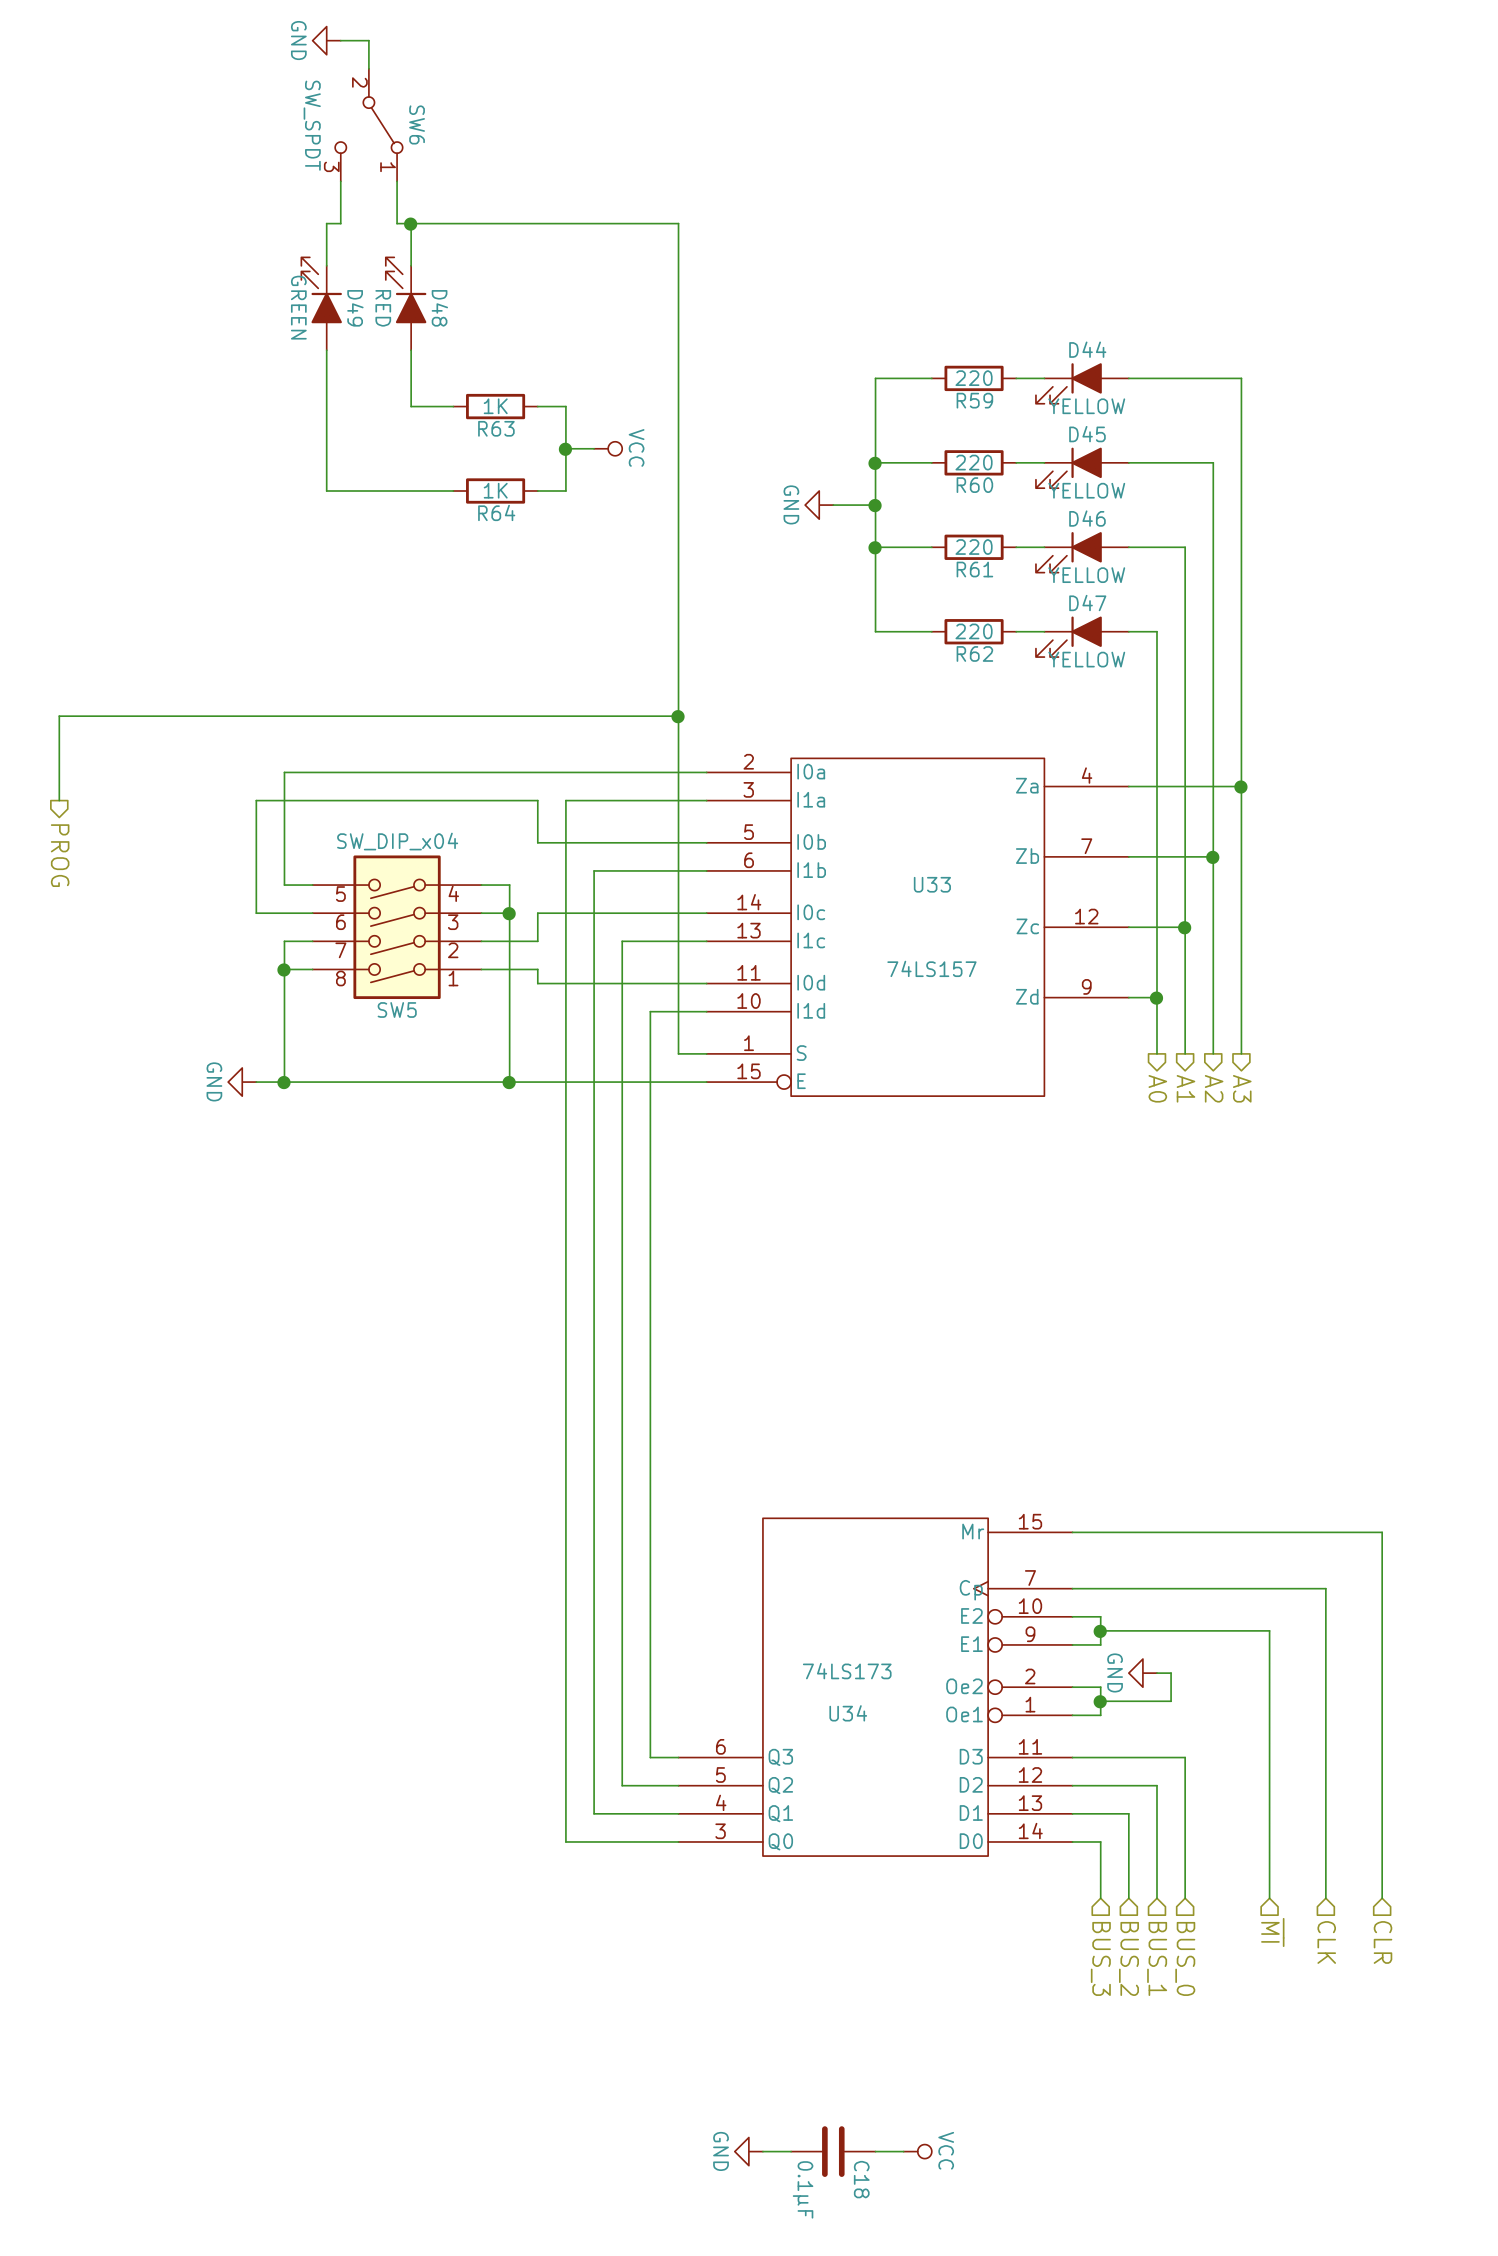 GND
2
SW_SPDT
SW6
3
1
GREEN
D49
RED
D48
1K
R63
VCC
1K
R64
D44
220
R59
YELLOW
D45
220
R60
YELLOW
GND
D46
220
R61
YELLOW
D47
220
R62
YELLOW
PROG
2
I0a
3
I1a
5
I0b
6
I1b
14
I0c
13
I1c
11
I0d
10
I1d
1
S
15
E
Za
4
Zb
7
Zc
12
Zd
9
U33
74LS157
SW_DIP_x04
5
4
6
3
7
2
8
1
SW5
GND
A0
A1
A2
A3
Mr
15
Cp
7
E2
10
E1
9
GND
74LS173
Oe2
2
U34
Oe1
1
6
Q3
D3
11
5
Q2
D2
12
4
Q1
D1
13
3
Q0
D0
14
BUS_3
BUS_2
BUS_1
BUS_0
MI
CLK
CLR
GND
0.1µF
C18
VCC